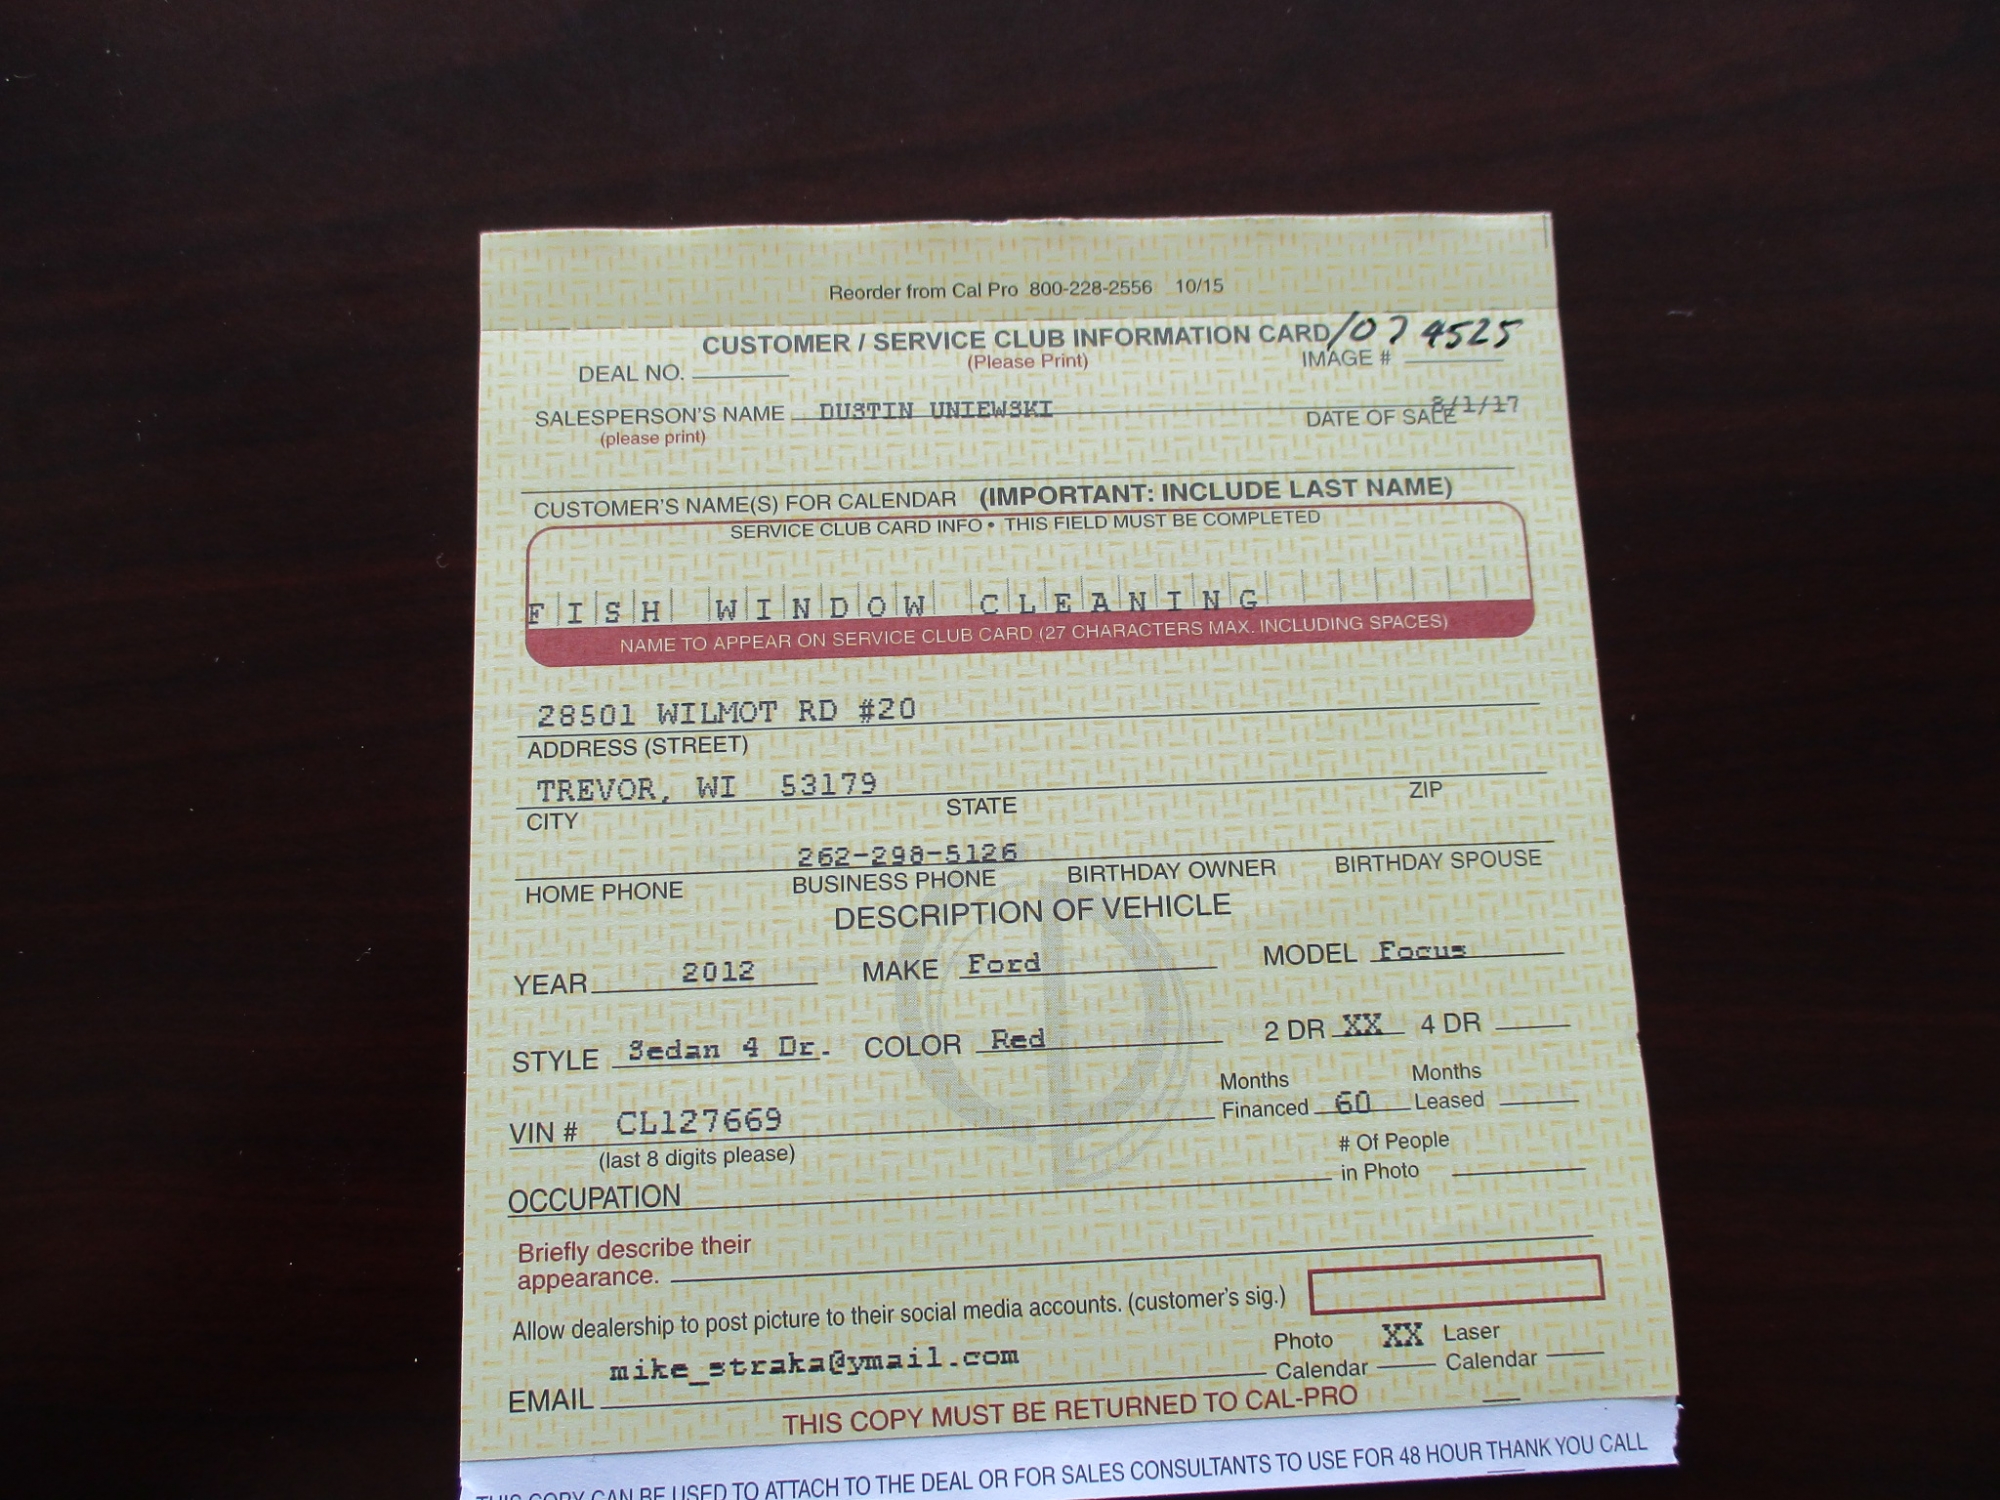 Reorder from Cal Pro 800-228-2556 10/15
CUSTOMER / SERVICE CLUB INFORMATION CARD /07 4525
DEAL NO. (Please Print) IMAGE #
SALESPERSON'S NAME DUSTIN UNIEWSKI DATE OF SALE 8/1/17
(please print)
CUSTOMER'S NAME(S) FOR CALENDAR (IMPORTANT: INCLUDE LAST NAME)
SERVICE CLUB CARD INFO • THIS FIELD MUST BE COMPLETED
FISH WINDOW CLEANING
NAME TO APPEAR ON SERVICE CLUB CARD (27 CHARACTERS MAX. INCLUDING SPACES)
28501 WILMOT RD #20
ADDRESS (STREET)
TREVOR, WI 53179
CITY STATE ZIP
262-298-5126
HOME PHONE BUSINESS PHONE BIRTHDAY OWNER BIRTHDAY SPOUSE
DESCRIPTION OF VEHICLE
YEAR 2012 MAKE Ford MODEL Focus
STYLE Sedan 4 Dr. COLOR Red 2 DR XX 4 DR
Months Months
VIN # CL127669 Financed 60 Leased
(last 8 digits please) # Of People
OCCUPATION in Photo
Briefly describe their
appearance.
Allow dealership to post picture to their social media accounts. (customer's sig.)
mike_straka@ymail.com Photo XX Laser
EMAIL Calendar Calendar
THIS COPY MUST BE RETURNED TO CAL-PRO
THIS COPY CAN BE USED TO ATTACH TO THE DEAL OR FOR SALES CONSULTANTS TO USE FOR 48 HOUR THANK YOU CALL